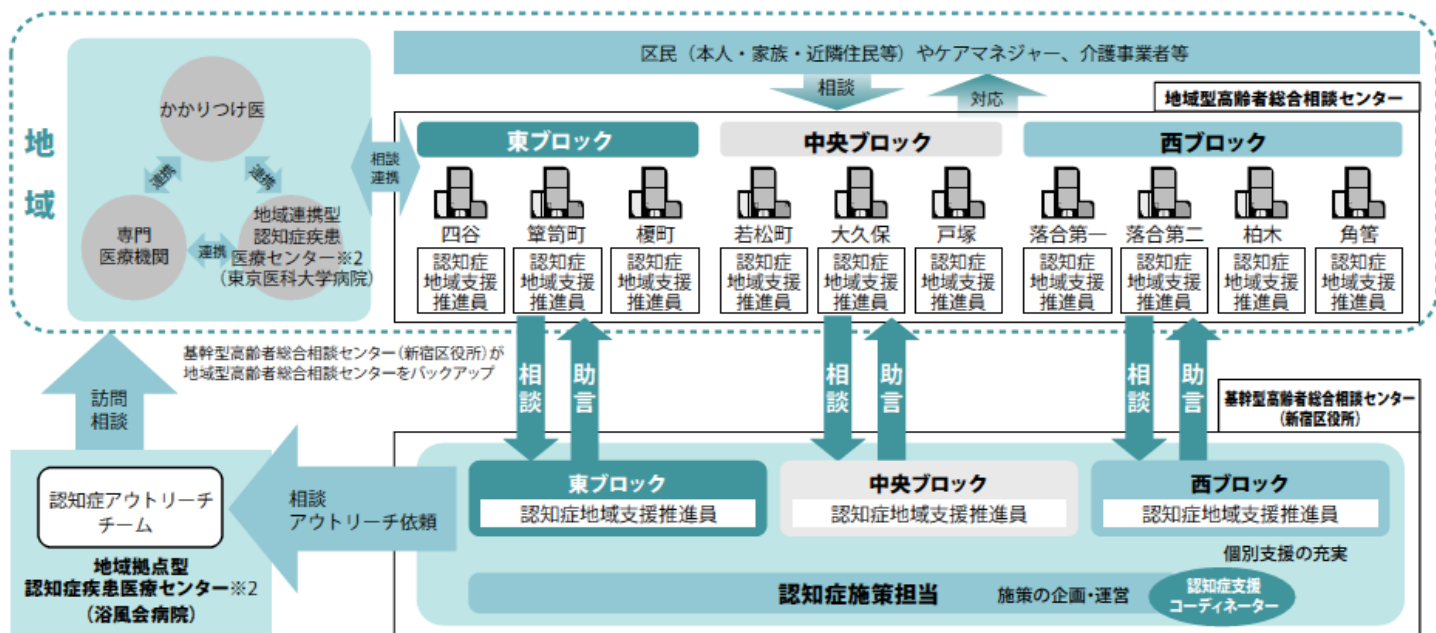 区民（本人・家族・近隣住民等）やケアマネジャー、介護事業者等
相談
対応
地域型高齢者総合相談センター
地域
かかりつけ医
連携
連携
連携
専門
医療機関
地域連携型
認知症疾患
医療センター※2
（東京医科大学病院）
相談
連携
東ブロック
中央ブロック
西ブロック
四谷
簞笥町
榎町
若松町
大久保
戸塚
落合第一
落合第二
柏木
角筈
認知症
地域支援
推進員
認知症
地域支援
推進員
認知症
地域支援
推進員
認知症
地域支援
推進員
認知症
地域支援
推進員
認知症
地域支援
推進員
認知症
地域支援
推進員
認知症
地域支援
推進員
認知症
地域支援
推進員
認知症
地域支援
推進員
基幹型高齢者総合相談センター（新宿区役所）が
地域型高齢者総合相談センターをバックアップ
相談
助言
相談
助言
相談
助言
基幹型高齢者総合相談センター
（新宿区役所）
訪問
相談
認知症アウトリーチ
チーム
地域拠点型
認知症疾患医療センター※2
（浴風会病院）
相談
アウトリーチ依頼
東ブロック
認知症地域支援推進員
中央ブロック
認知症地域支援推進員
西ブロック
認知症地域支援推進員
個別支援の充実
認知症施策担当
施策の企画・運営
認知症支援
コーディネーター